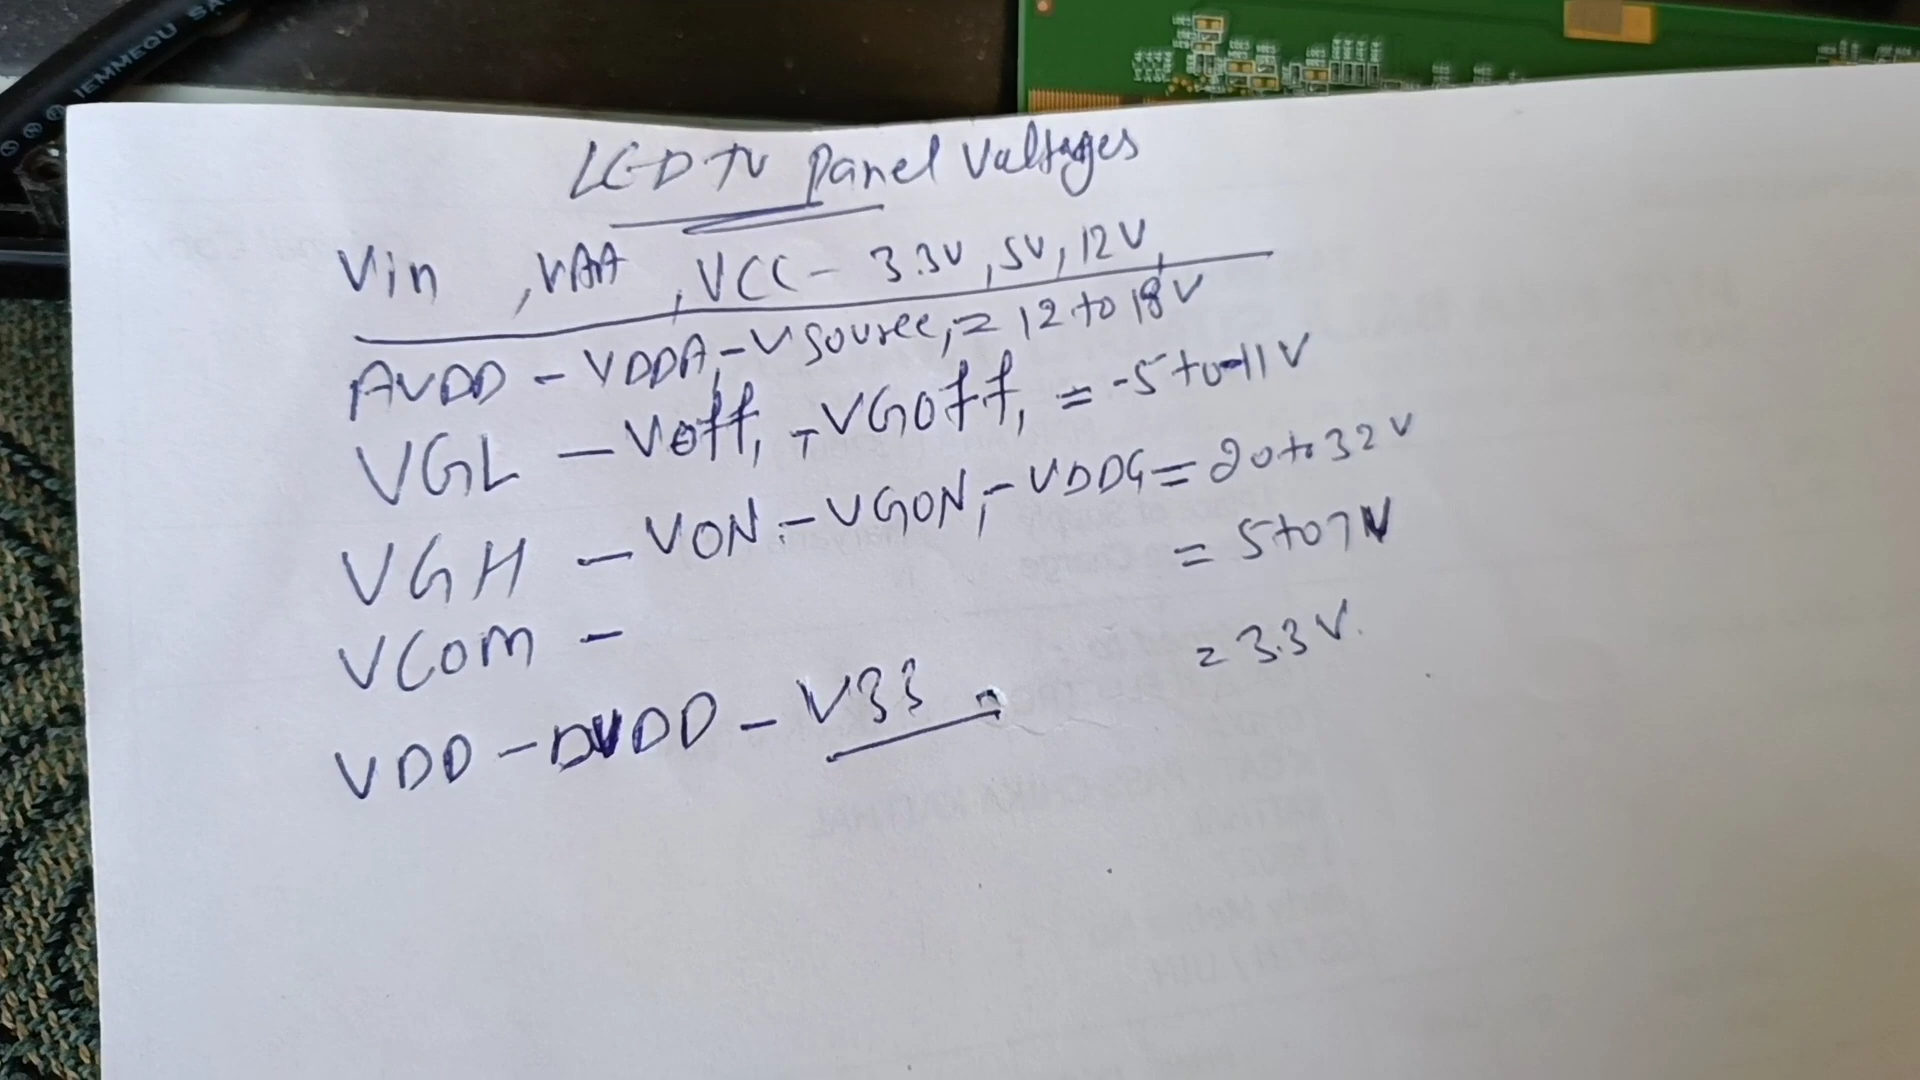 IEMMEQU SA
LCD TV Panel Voltages
Vin , VAA , VCC - 3.3V, 5V, 12V,
AVDD - VDDA, - V source, = 12 to 18V
VGL - Voff, - VGOff, = -5 to -11V
VGH - VON, - VGON, - VDDG = 20 to 32V
VCom - = 5 to 7V
VDD - DVDD - V33 = 3.3V.